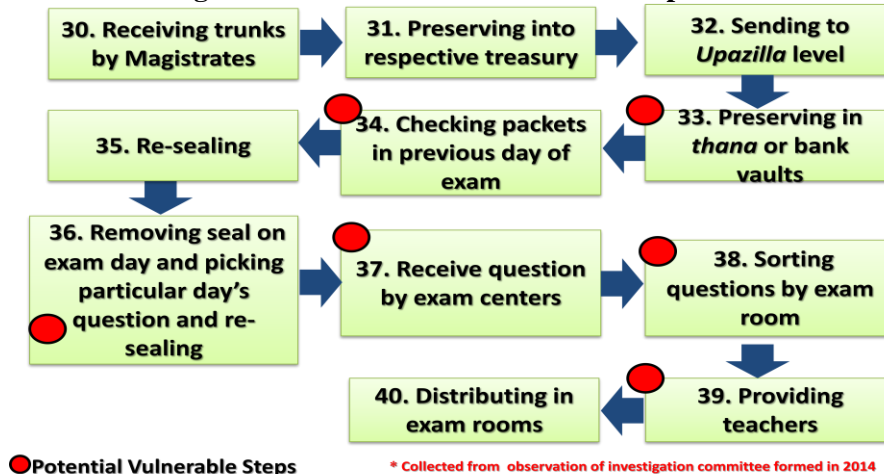 30. Receiving trunks
by Magistrates
31. Preserving into
respective treasury
32. Sending to
Upazilla level
33. Preserving in
thana or bank
vaults
34. Checking packets
in previous day of
exam
35. Re-sealing
36. Removing seal on
exam day and picking
particular day's
question and re-
sealing
37. Receive question
by exam centers
38. Sorting
questions by exam
room
39. Providing
teachers
40. Distributing in
exam rooms
Potential Vulnerable Steps
* Collected from observation of investigation committee formed in 2014